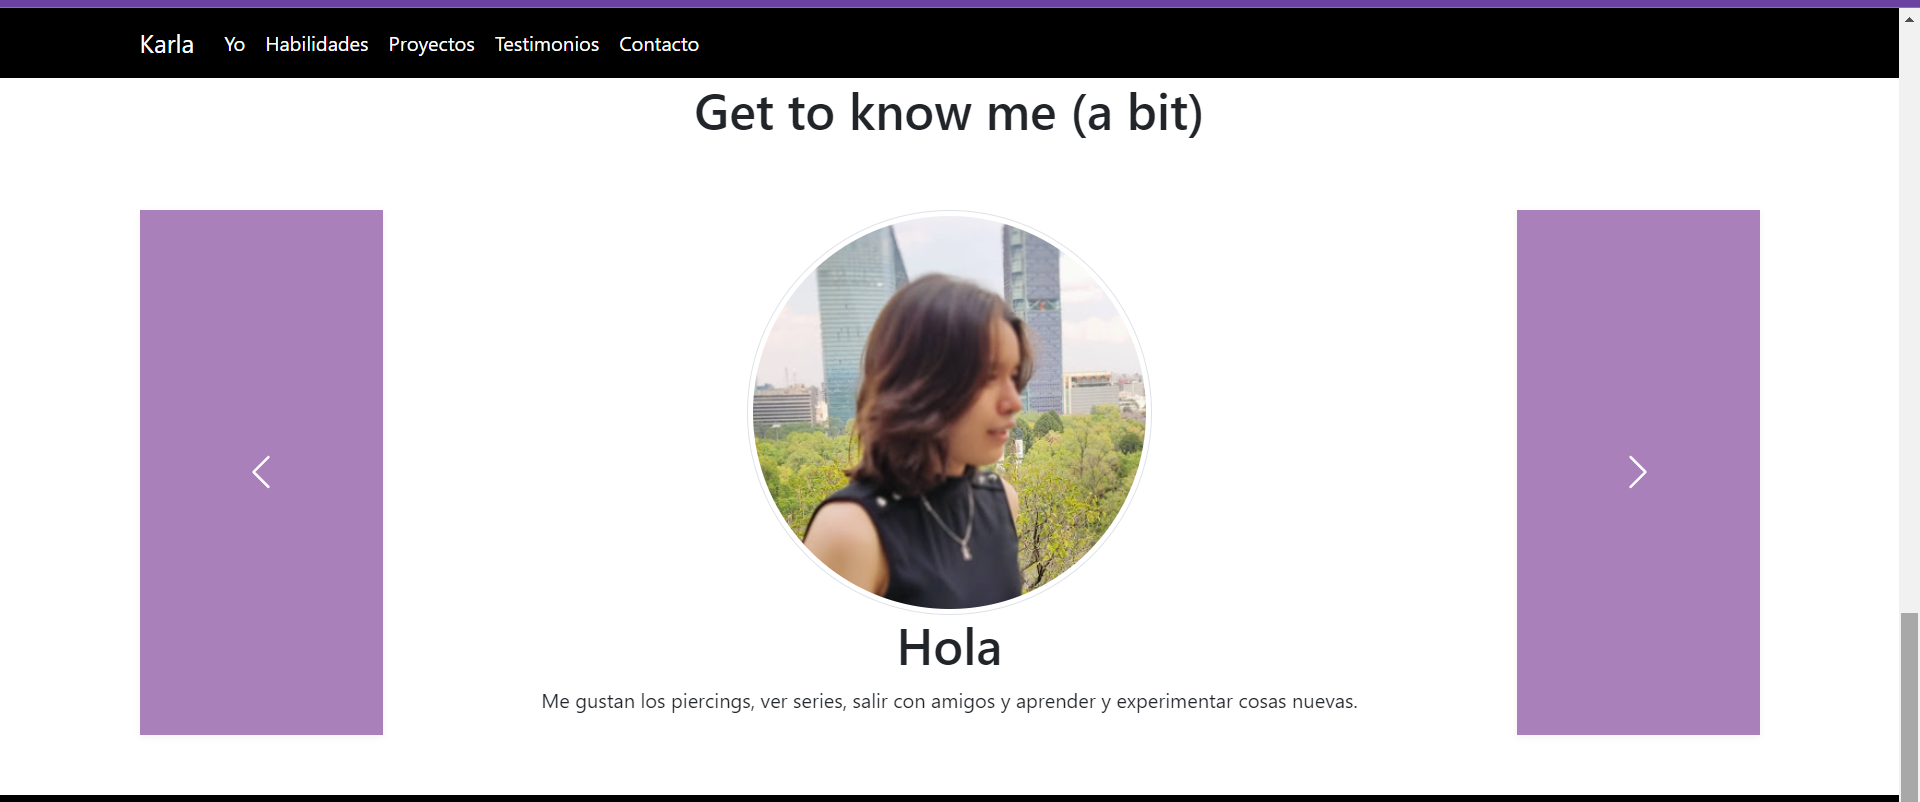 Karla Yo Habilidades Proyectos Testimonios Contacto
Get to know me (a bit)
Hola
Me gustan los piercings, ver series, salir con amigos y aprender y experimentar cosas nuevas.